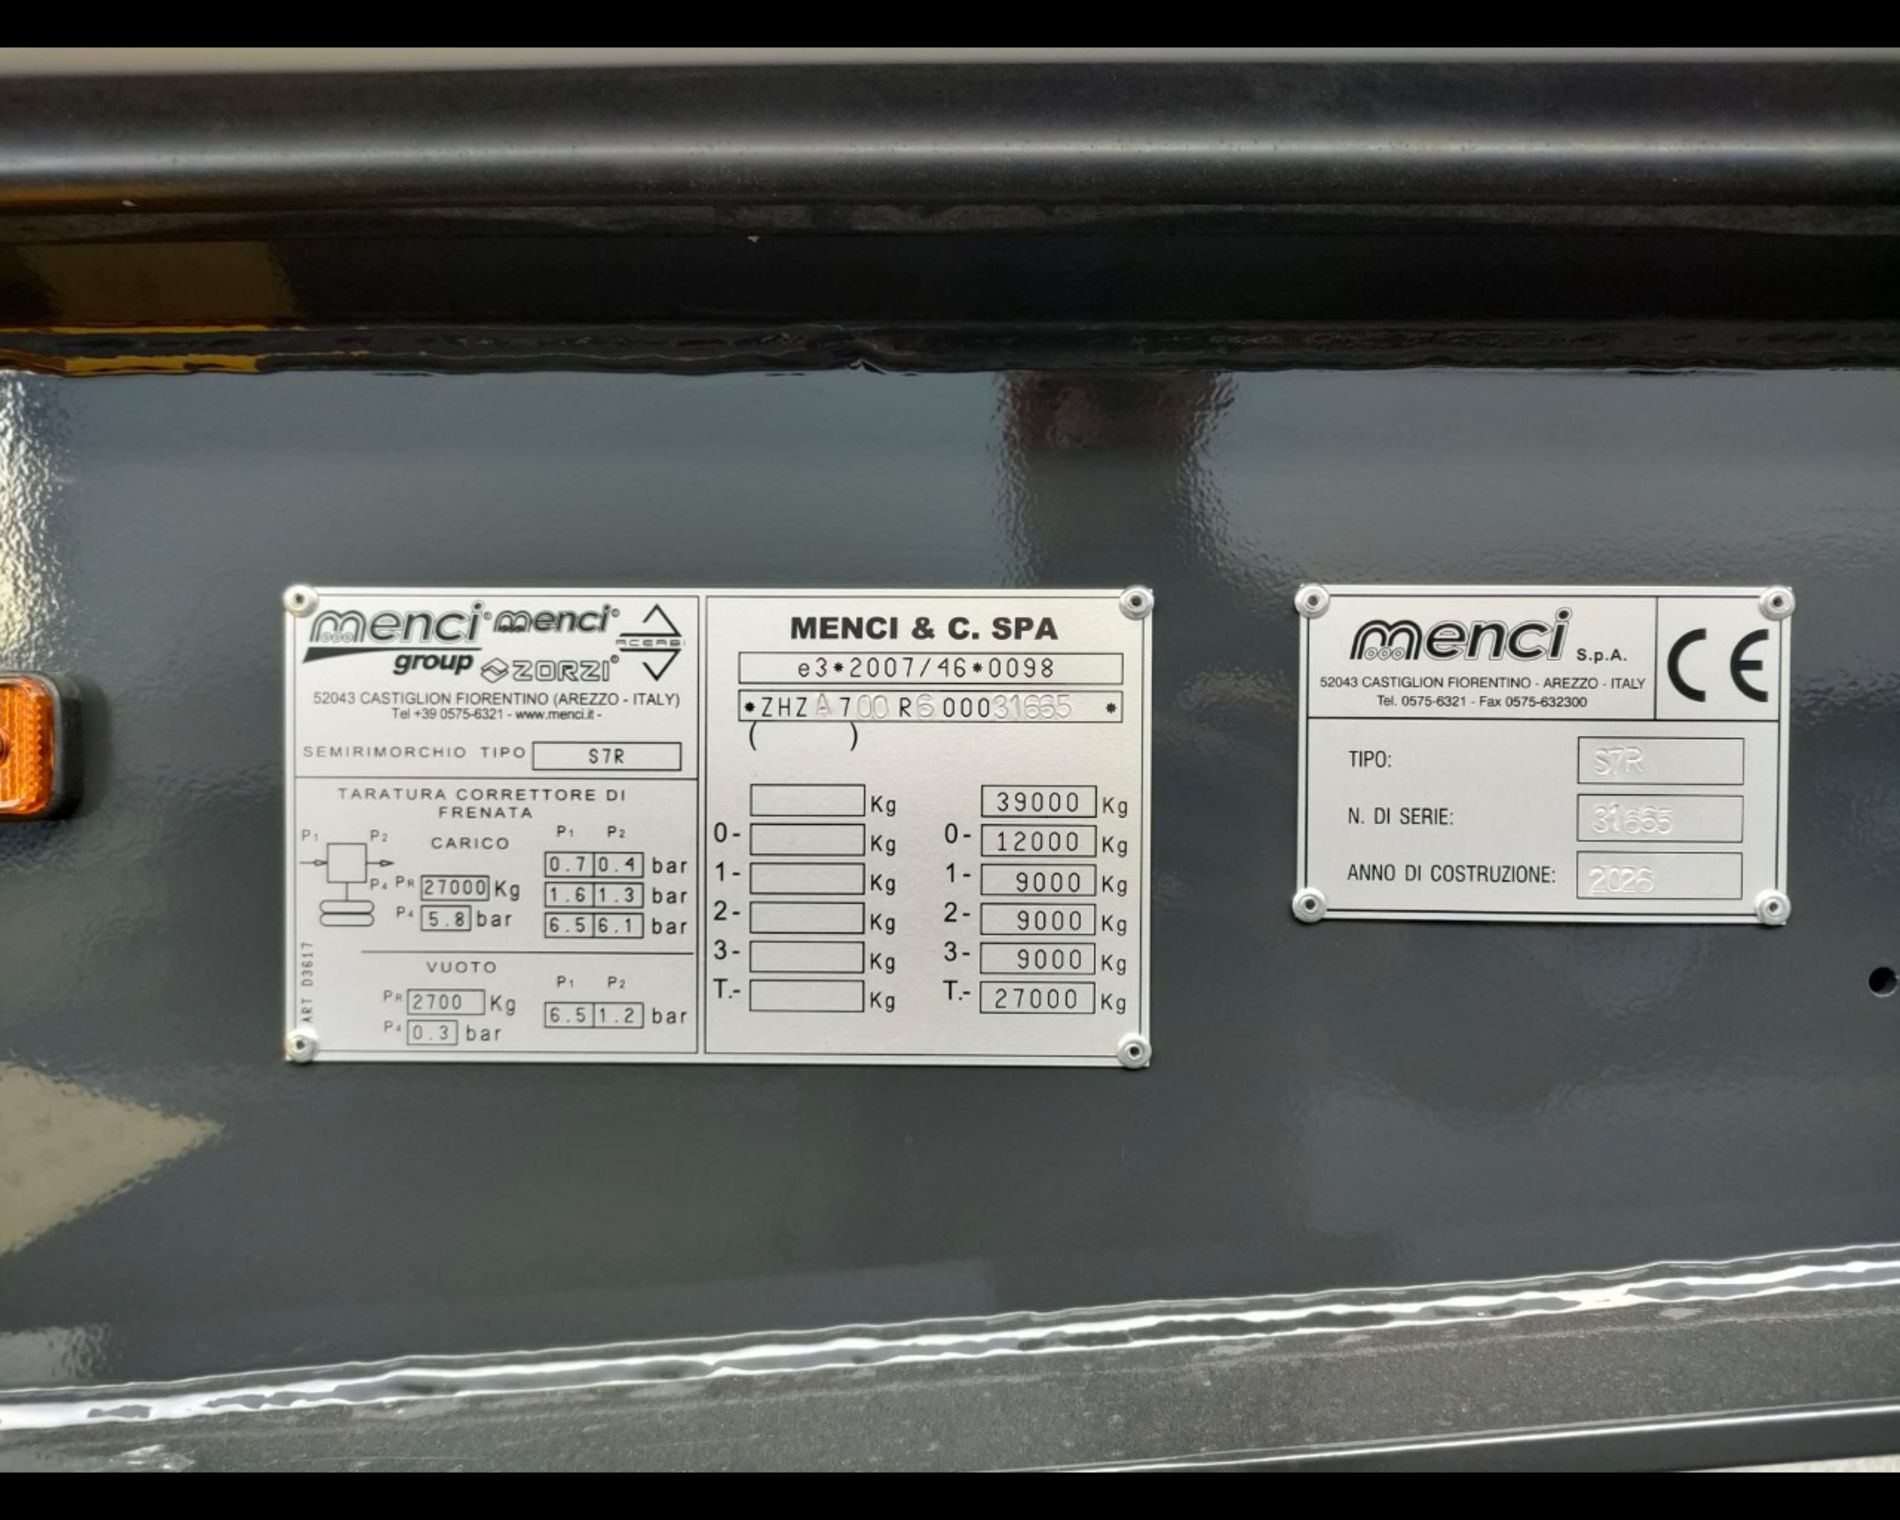 menci® menci®
group ZORZI® ACERBI
52043 CASTIGLION FIORENTINO (AREZZO - ITALY)
Tel +39 0575-6321 - www.menci.it -
SEMIRIMORCHIO TIPO S7R
TARATURA CORRETTORE DI
FRENATA
P1 P2
P4
CARICO
PR 27000 Kg
P4 5.8 bar
P1 P2
0.7 0.4 bar
1.6 1.3 bar
6.5 6.1 bar
VUOTO
PR 2700 Kg
P4 0.3 bar
P1 P2
6.5 1.2 bar
ART D3617
MENCI & C. SPA
e3*2007/46*0098
*ZHZA700R600031665 *
( )
Kg 39000 Kg
0- Kg 0- 12000 Kg
1- Kg 1- 9000 Kg
2- Kg 2- 9000 Kg
3- Kg 3- 9000 Kg
T.- Kg T.- 27000 Kg
menci S.p.A.
52043 CASTIGLION FIORENTINO - AREZZO - ITALY
Tel. 0575-6321 - Fax 0575-632300
CE
TIPO: S7R
N. DI SERIE: 31665
ANNO DI COSTRUZIONE: 2026